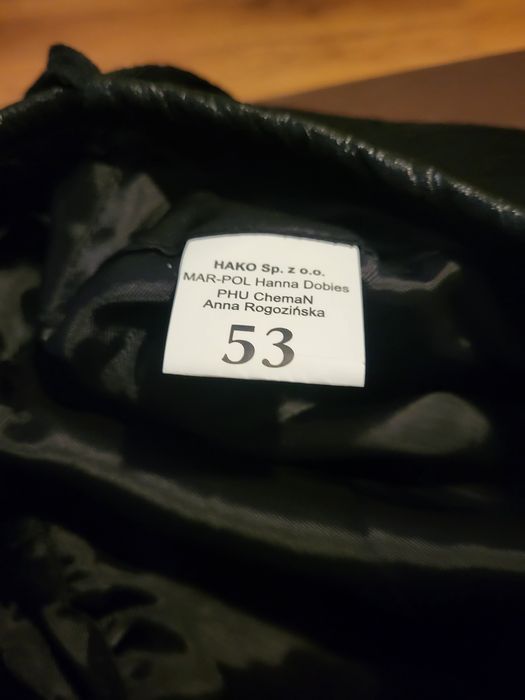 HAKO Sp. z o.o.
MAR-POL Hanna Dobies
PHU ChemaN
Anna Rogozińska
53